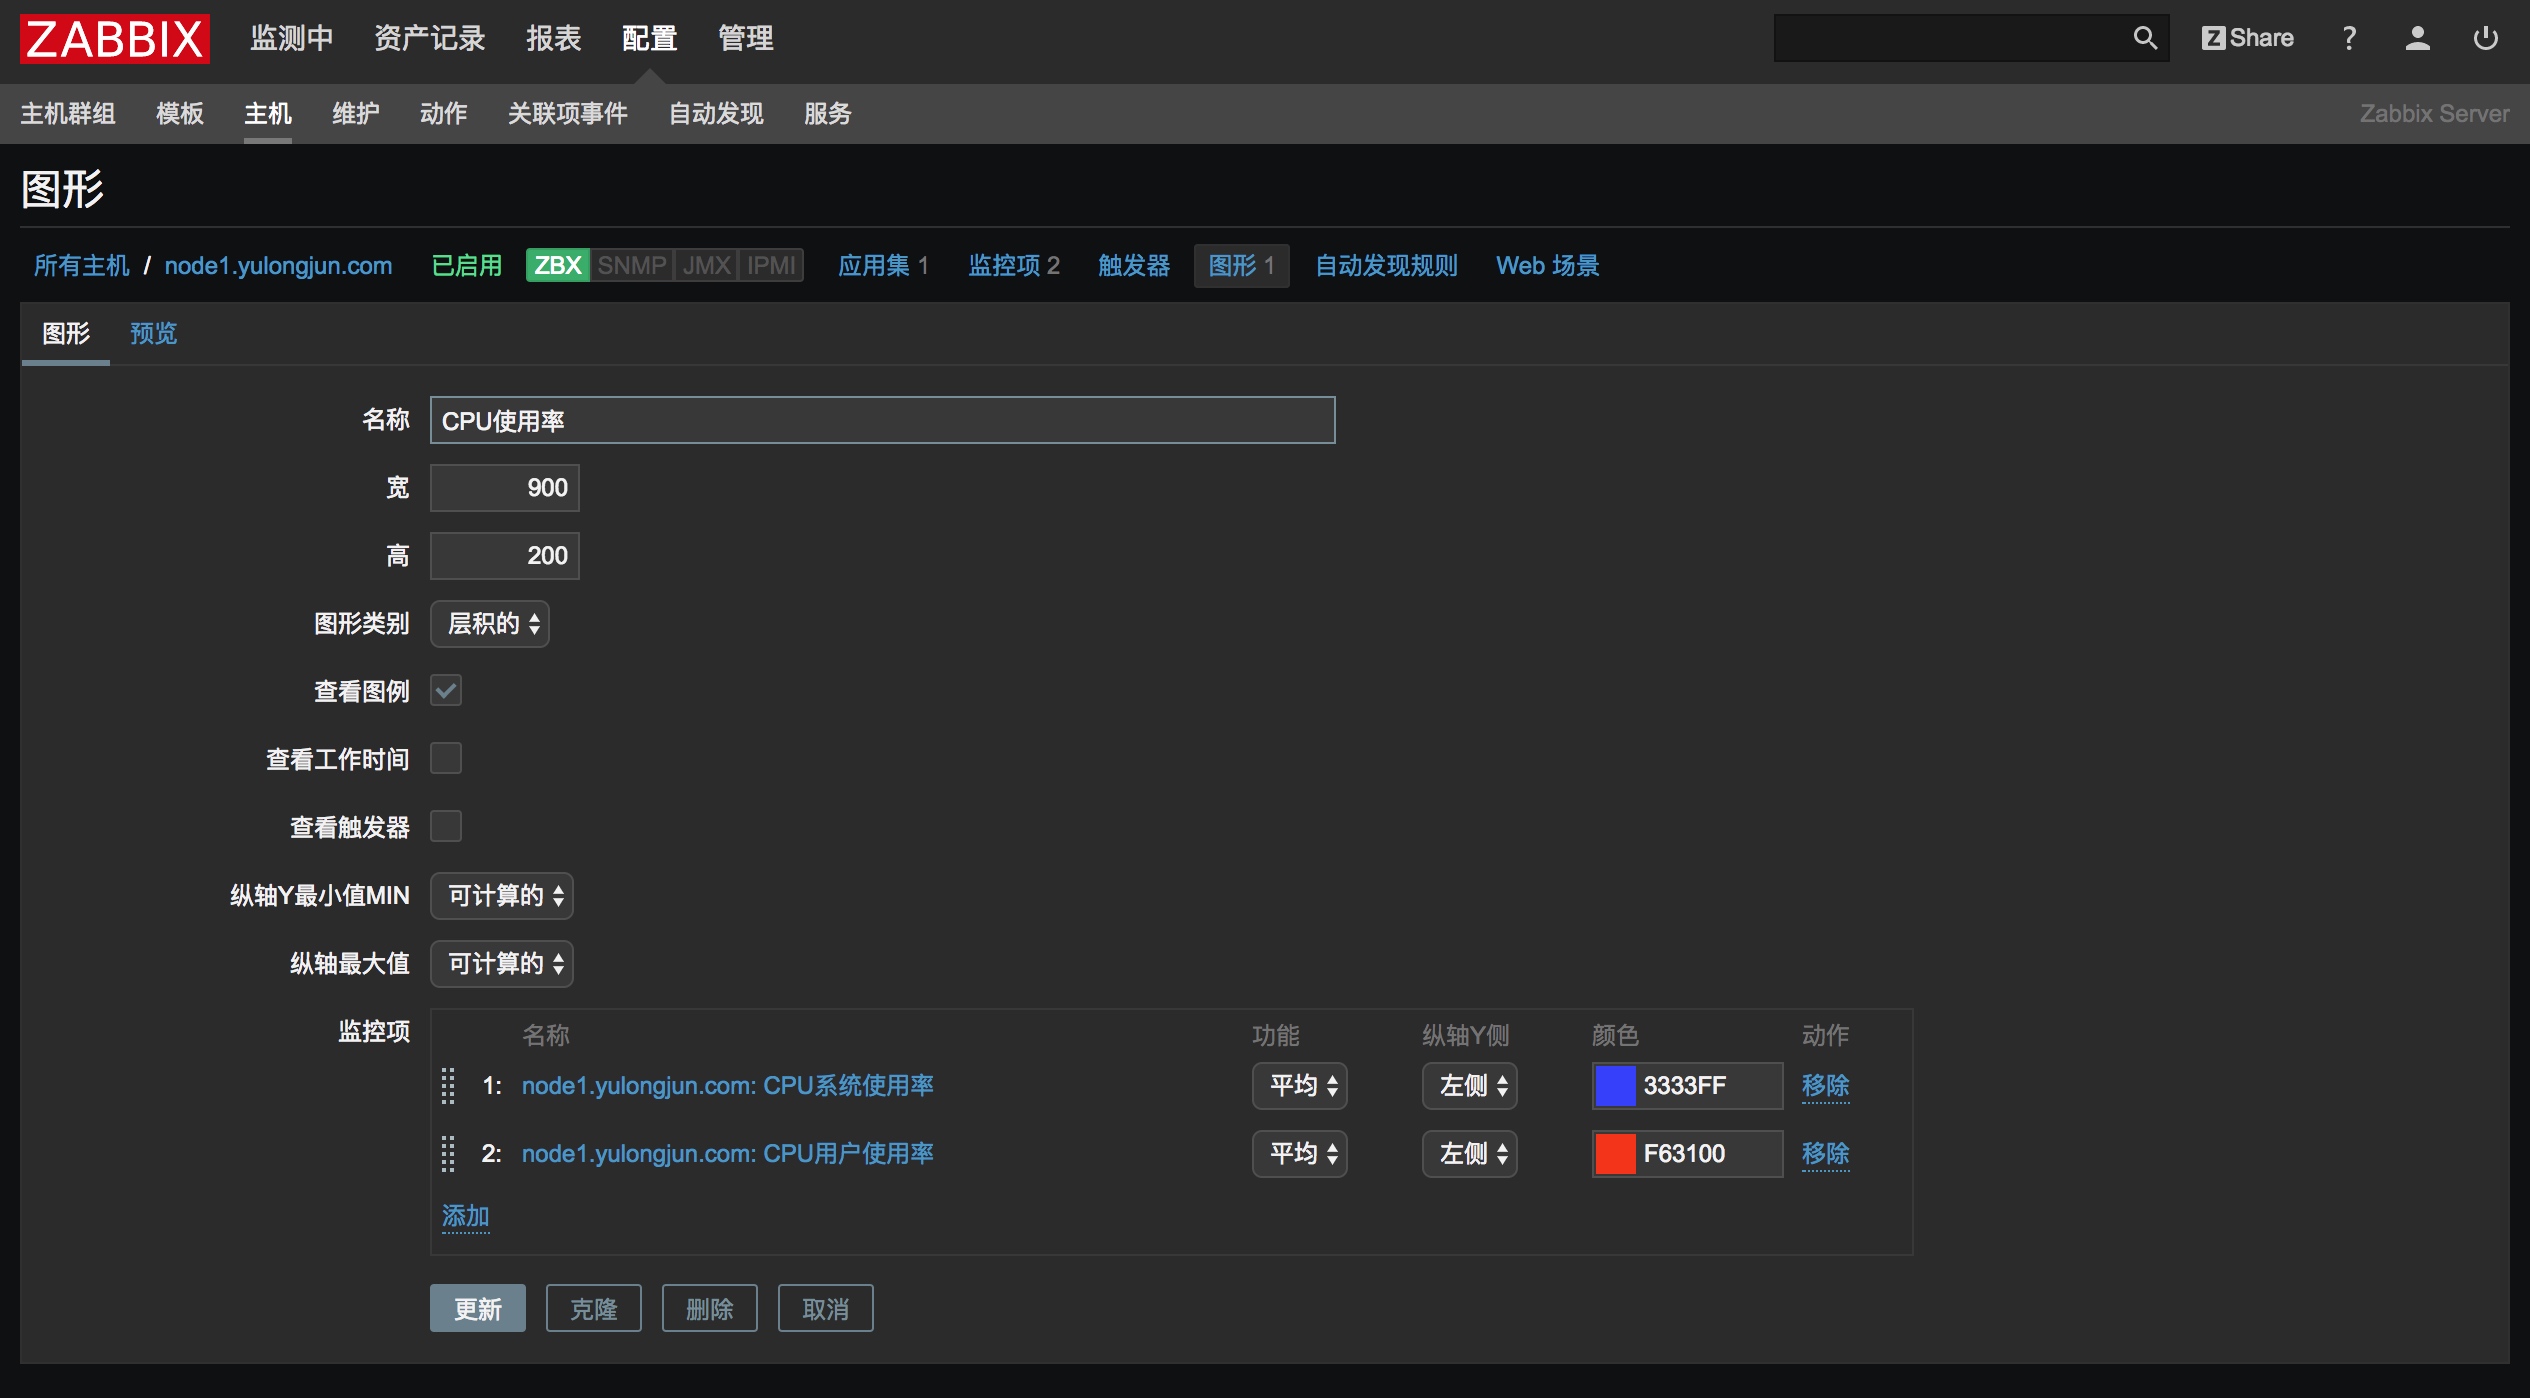 ZABBIX 监测中 资产记录 报表 配置 管理 Z Share ?
主机群组 模板 主机 维护 动作 关联项事件 自动发现 服务 Zabbix Server
图形
所有主机 / node1.yulongjun.com 已启用 ZBX SNMP JMX IPMI 应用集 1 监控项 2 触发器 图形 1 自动发现规则 Web 场景
图形 预览
名称 CPU使用率
宽 900
高 200
图形类别 层积的
查看图例
查看工作时间
查看触发器
纵轴Y最小值MIN 可计算的
纵轴最大值 可计算的
监控项 名称 功能 纵轴Y侧 颜色 动作
1: node1.yulongjun.com: CPU系统使用率 平均 左侧 3333FF 移除
2: node1.yulongjun.com: CPU用户使用率 平均 左侧 F63100 移除
添加
更新 克隆 删除 取消